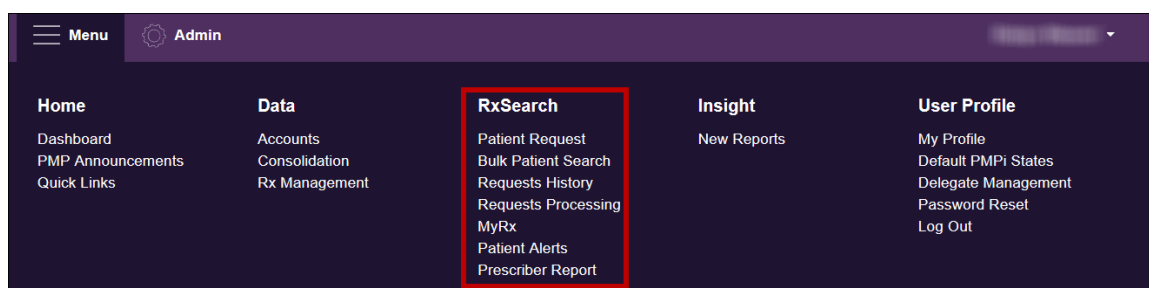 Menu
Admin
Home
Dashboard
PMP Announcements
Quick Links
Data
Accounts
Consolidation
Rx Management
RxSearch
Patient Request
Bulk Patient Search
Requests History
Requests Processing
MyRx
Patient Alerts
Prescriber Report
Insight
New Reports
User Profile
My Profile
Default PMPi States
Delegate Management
Password Reset
Log Out